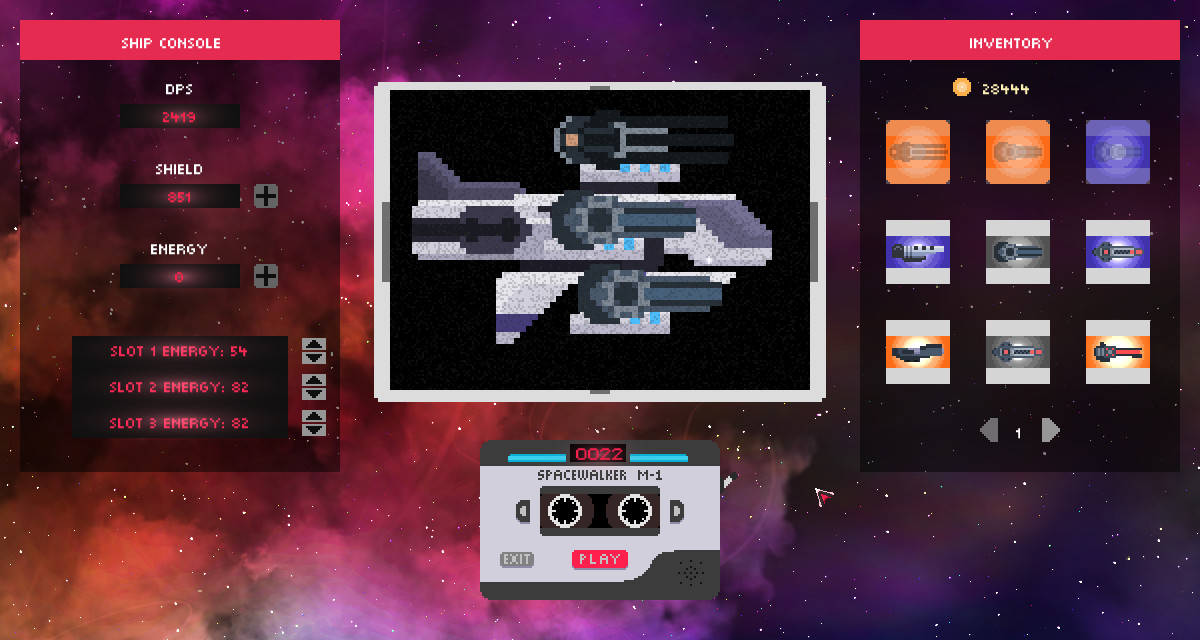 SHIP CONSOLE
DPS
2419
SHIELD
851
ENERGY
0
SLOT 1 ENERGY: 54
SLOT 2 ENERGY: 82
SLOT 3 ENERGY: 82
0022
SPACEWALKER M-1
EXIT
PLAY
INVENTORY
28444
1